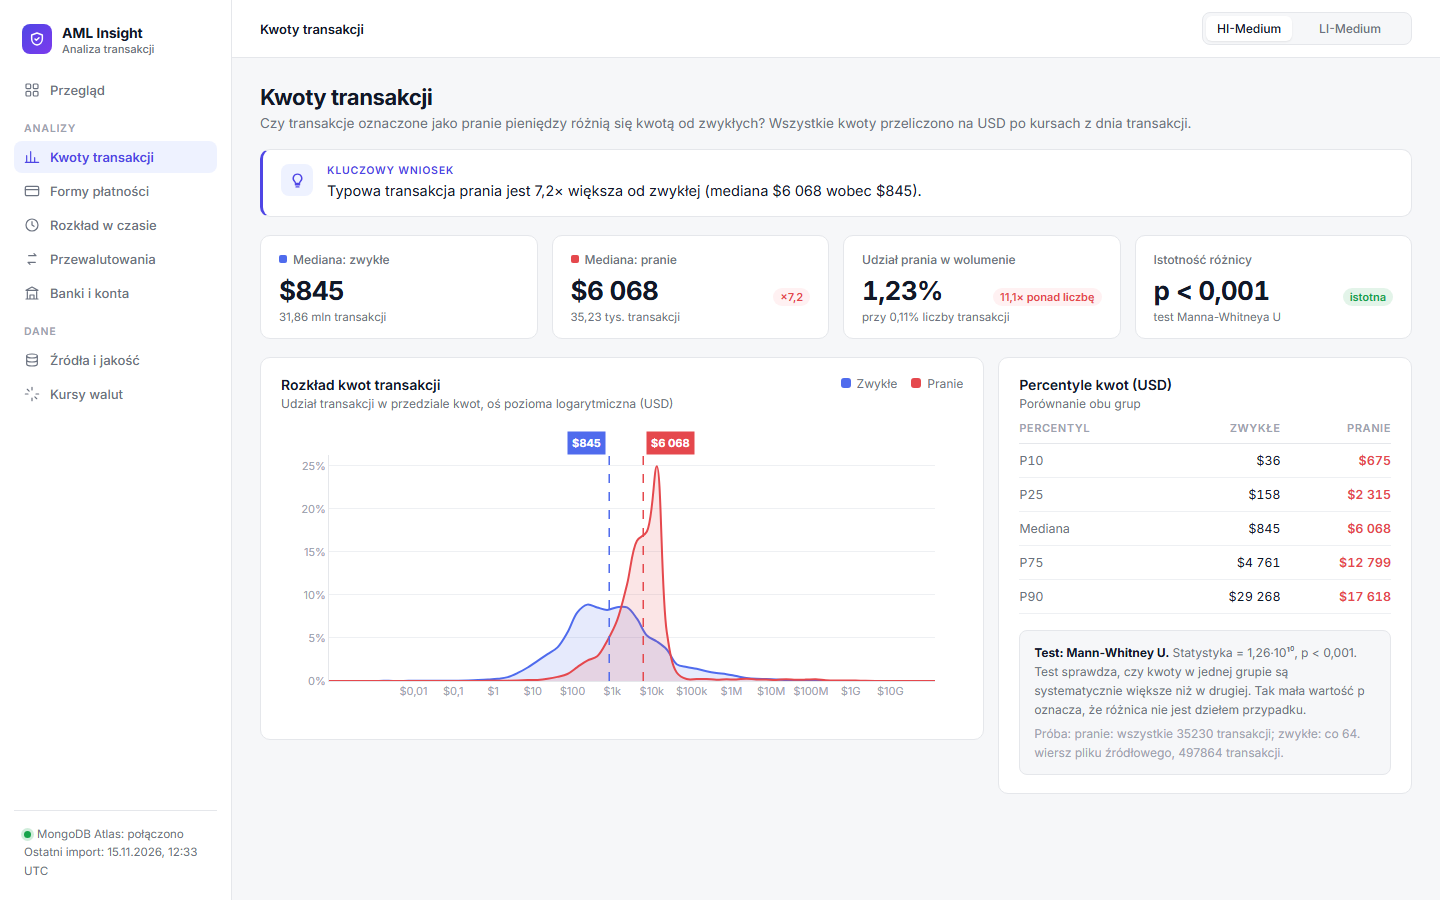 AML Insight
Analiza transakcji
Przegląd
ANALIZY
Kwoty transakcji
Formy płatności
Rozkład w czasie
Przewalutowania
Banki i konta
DANE
Źródła i jakość
Kursy walut
MongoDB Atlas: połączono
Ostatni import: 15.11.2026, 12:33
UTC
Kwoty transakcji
HI-Medium
LI-Medium
Kwoty transakcji
Czy transakcje oznaczone jako pranie pieniędzy różnią się kwotą od zwykłych? Wszystkie kwoty przeliczono na USD po kursach z dnia transakcji.
KLUCZOWY WNIOSEK
Typowa transakcja prania jest 7,2× większa od zwykłej (mediana $6 068 wobec $845).
Mediana: zwykłe
$845
31,86 mln transakcji
Mediana: pranie
$6 068
×7,2
35,23 tys. transakcji
Udział prania w wolumenie
1,23%
11,1× ponad liczbę
przy 0,11% liczby transakcji
Istotność różnicy
p < 0,001
istotna
test Manna-Whitneya U
Rozkład kwot transakcji
Udział transakcji w przedziale kwot, oś pozioma logarytmiczna (USD)
Zwykłe
Pranie
$845
$6 068
25%
20%
15%
10%
5%
0%
$0,01 $0,1 $1 $10 $100 $1k $10k $100k $1M $10M $100M $1G $10G
Percentyle kwot (USD)
Porównanie obu grup
PERCENTYL ZWYKŁE PRANIE
P10 $36 $675
P25 $158 $2 315
Mediana $845 $6 068
P75 $4 761 $12 799
P90 $29 268 $17 618
Test: Mann-Whitney U. Statystyka = 1,26·10¹⁰, p < 0,001.
Test sprawdza, czy kwoty w jednej grupie są
systematycznie większe niż w drugiej. Tak mała wartość p
oznacza, że różnica nie jest dziełem przypadku.
Próba: pranie: wszystkie 35230 transakcji; zwykłe: co 64.
wiersz pliku źródłowego, 497864 transakcji.